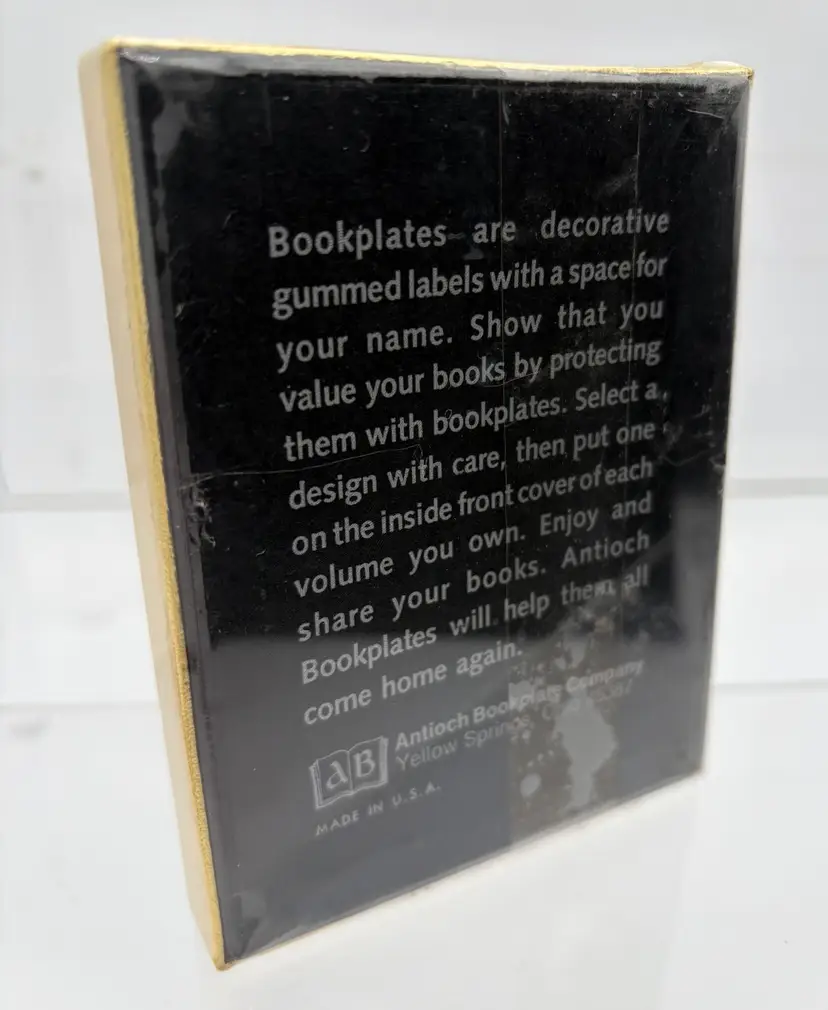 Bookplates are decorative
gummed labels with a space for
your name. Show that you
value your books by protecting
them with bookplates. Select a
design with care, then put one
on the inside front cover of each
volume you own. Enjoy and
share your books. Antioch
Bookplates will help them all
come home again.
AB
Antioch Bookplate Company
Yellow Springs, Ohio 45387
MADE IN U.S.A.